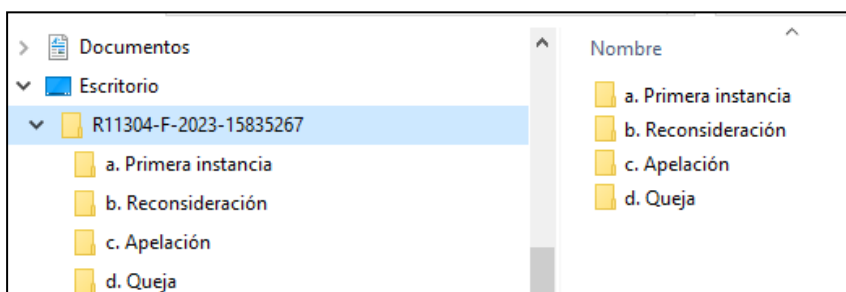 Documentos
Escritorio
R11304-F-2023-15835267
a. Primera instancia
b. Reconsideración
c. Apelación
d. Queja
Nombre
a. Primera instancia
b. Reconsideración
c. Apelación
d. Queja